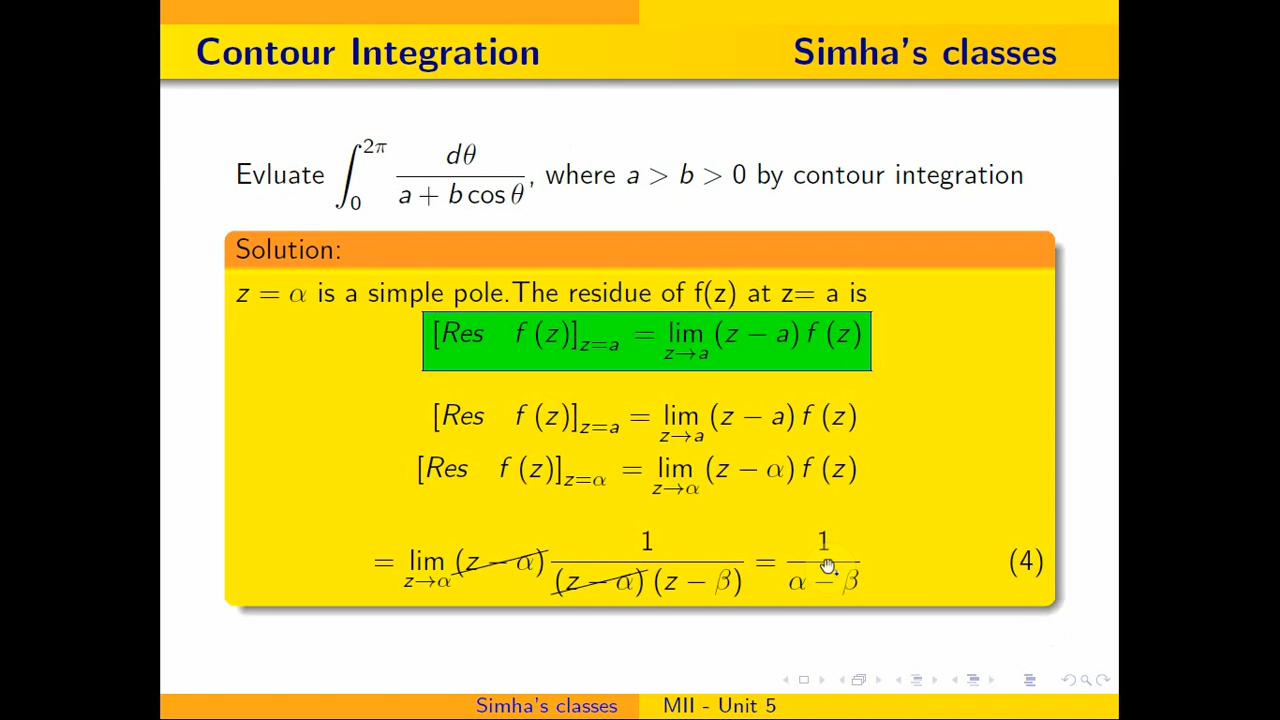 Contour Integration Simha's classes
Evluate ∫_0^{2π} dθ/(a + b cos θ), where a > b > 0 by contour integration
Solution:
z = α is a simple pole.The residue of f(z) at z= a is
[Res f (z)]_{z=a} = lim_{z→a} (z − a) f (z)
[Res f (z)]_{z=a} = lim_{z→a} (z − a) f (z)
[Res f (z)]_{z=α} = lim_{z→α} (z − α) f (z)
= lim_{z→α} (z − α) 1/((z − α) (z − β)) = 1/(α − β) (4)
Simha's classes MII - Unit 5